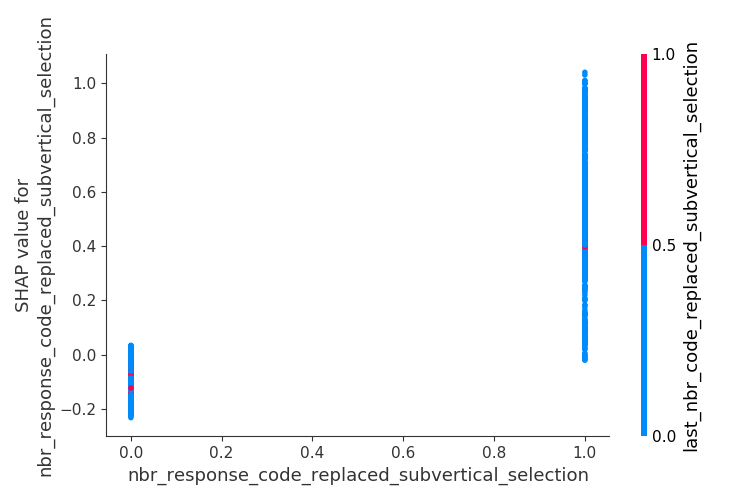 SHAP value for
nbr_response_code_replaced_subvertical_selection
1.0
0.8
0.6
0.4
0.2
0.0
−0.2
0.0 0.2 0.4 0.6 0.8 1.0
nbr_response_code_replaced_subvertical_selection
1.0
0.5
0.0
last_nbr_code_replaced_subvertical_selection